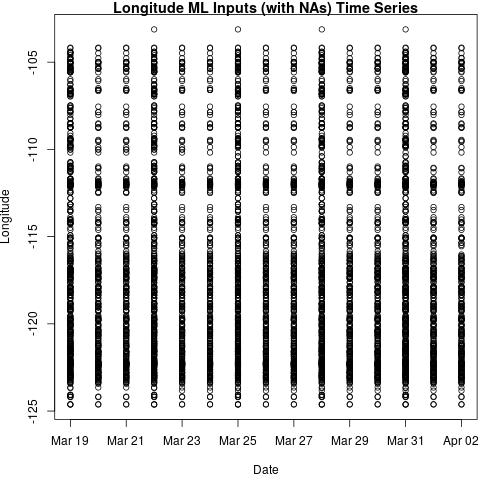 Longitude ML Inputs (with NAs) Time Series
-105
-110
-115
-120
-125
Longitude
Mar 19 Mar 21 Mar 23 Mar 25 Mar 27 Mar 29 Mar 31 Apr 02
Date